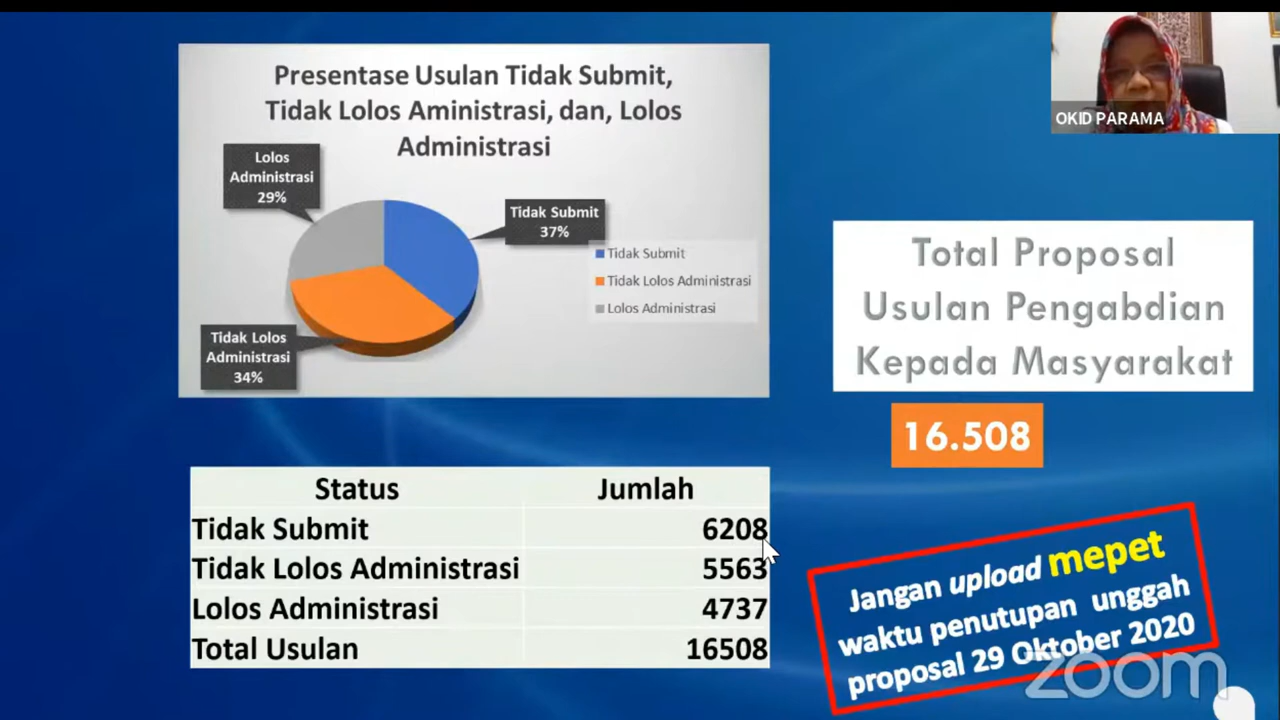 Presentase Usulan Tidak Submit,
Tidak Lolos Aministrasi, dan, Lolos
Administrasi
Lolos
Administrasi
29%
Tidak Submit
37%
Tidak Submit
Tidak Lolos Administrasi
Lolos Administrasi
Tidak Lolos
Administrasi
34%
OKID PARAMA
Total Proposal
Usulan Pengabdian
Kepada Masyarakat
16.508
Status Jumlah
Tidak Submit 6208
Tidak Lolos Administrasi 5563
Lolos Administrasi 4737
Total Usulan 16508
Jangan upload mepet
waktu penutupan unggah
proposal 29 Oktober 2020
zoom